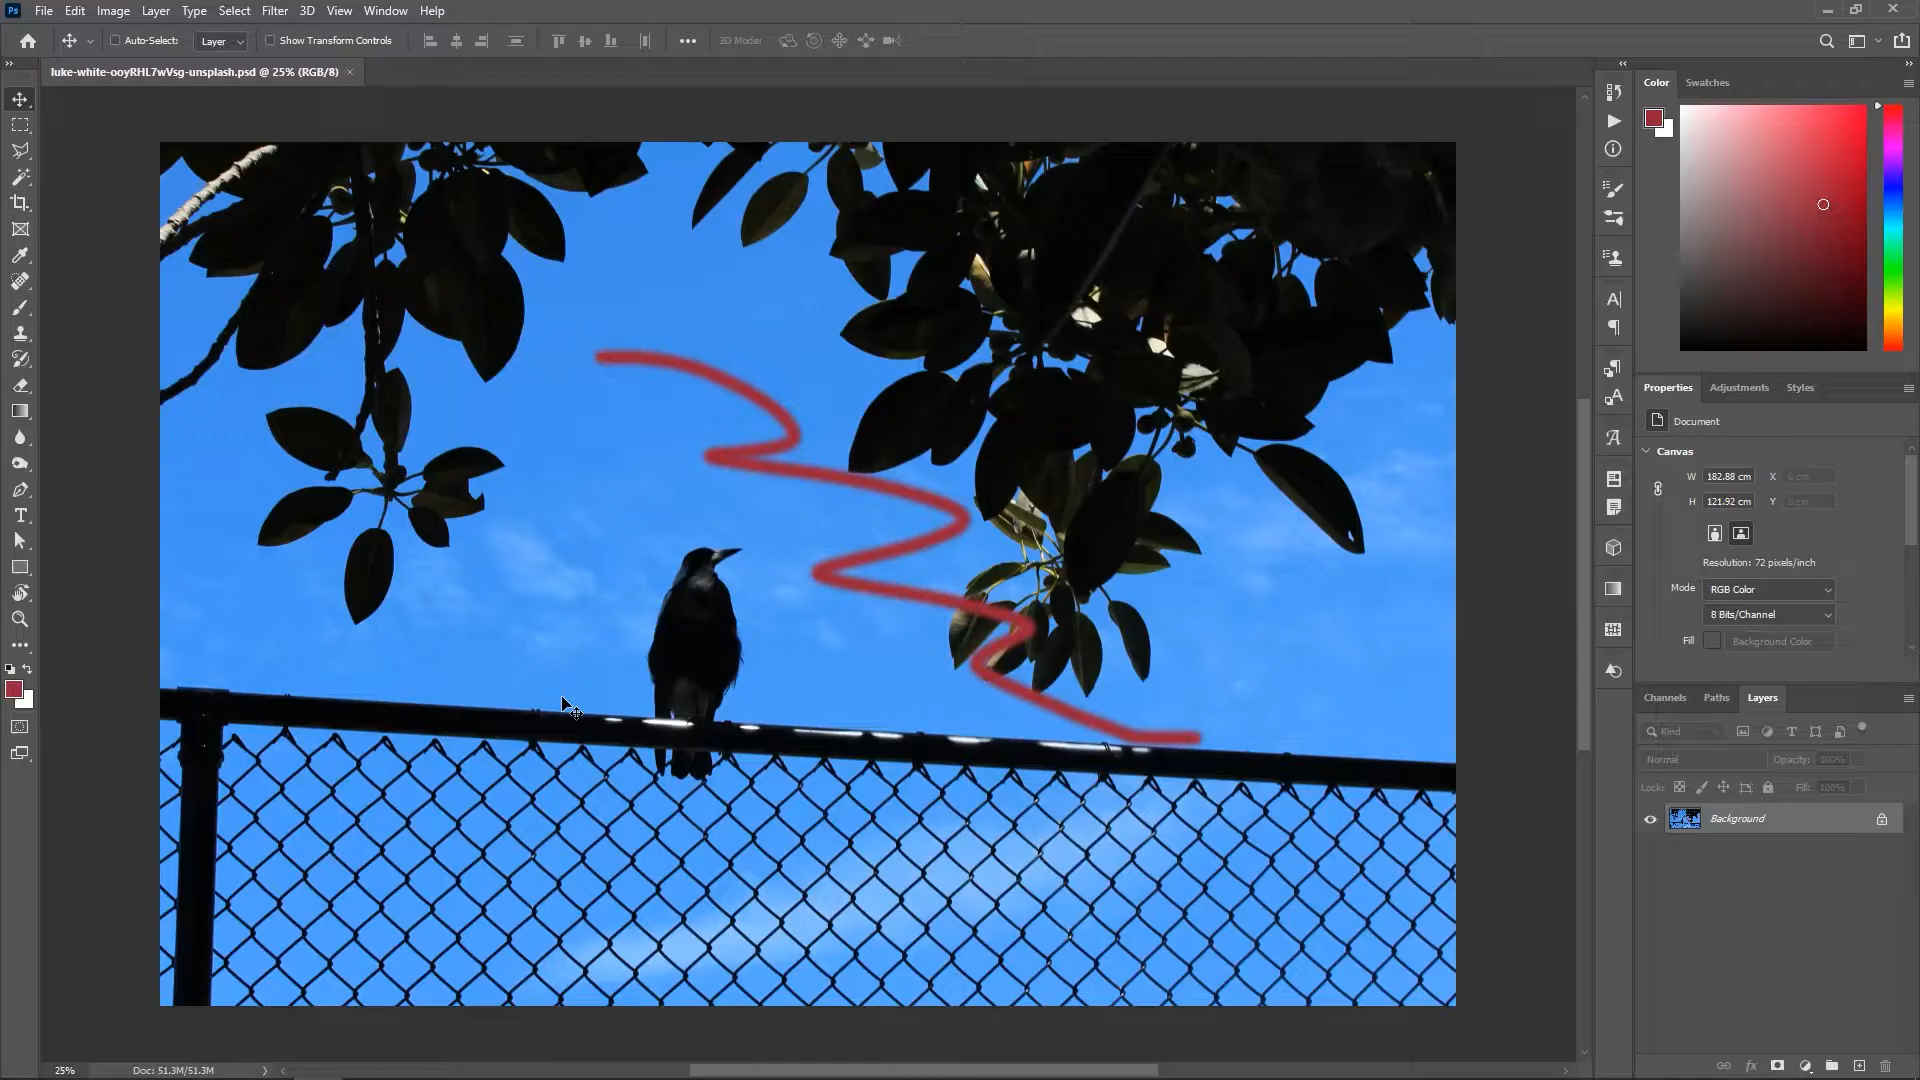 Ps File Edit Image Layer Type Select Filter 3D View Window Help
Auto-Select: Layer Show Transform Controls 3D Mode:
luke-white-ooyRHL7wVsg-unsplash.psd @ 25% (RGB/8) ×
Color Swatches
Properties Adjustments Styles
Document
Canvas
W 182.88 cm X 0 cm
H 121.92 cm Y 0 cm
Resolution: 72 pixels/inch
Mode RGB Color
8 Bits/Channel
Fill Background Color
Channels Paths Layers
Kind
Normal Opacity: 100%
Lock: Fill: 100%
Background
25% Doc: 51.3M/51.3M